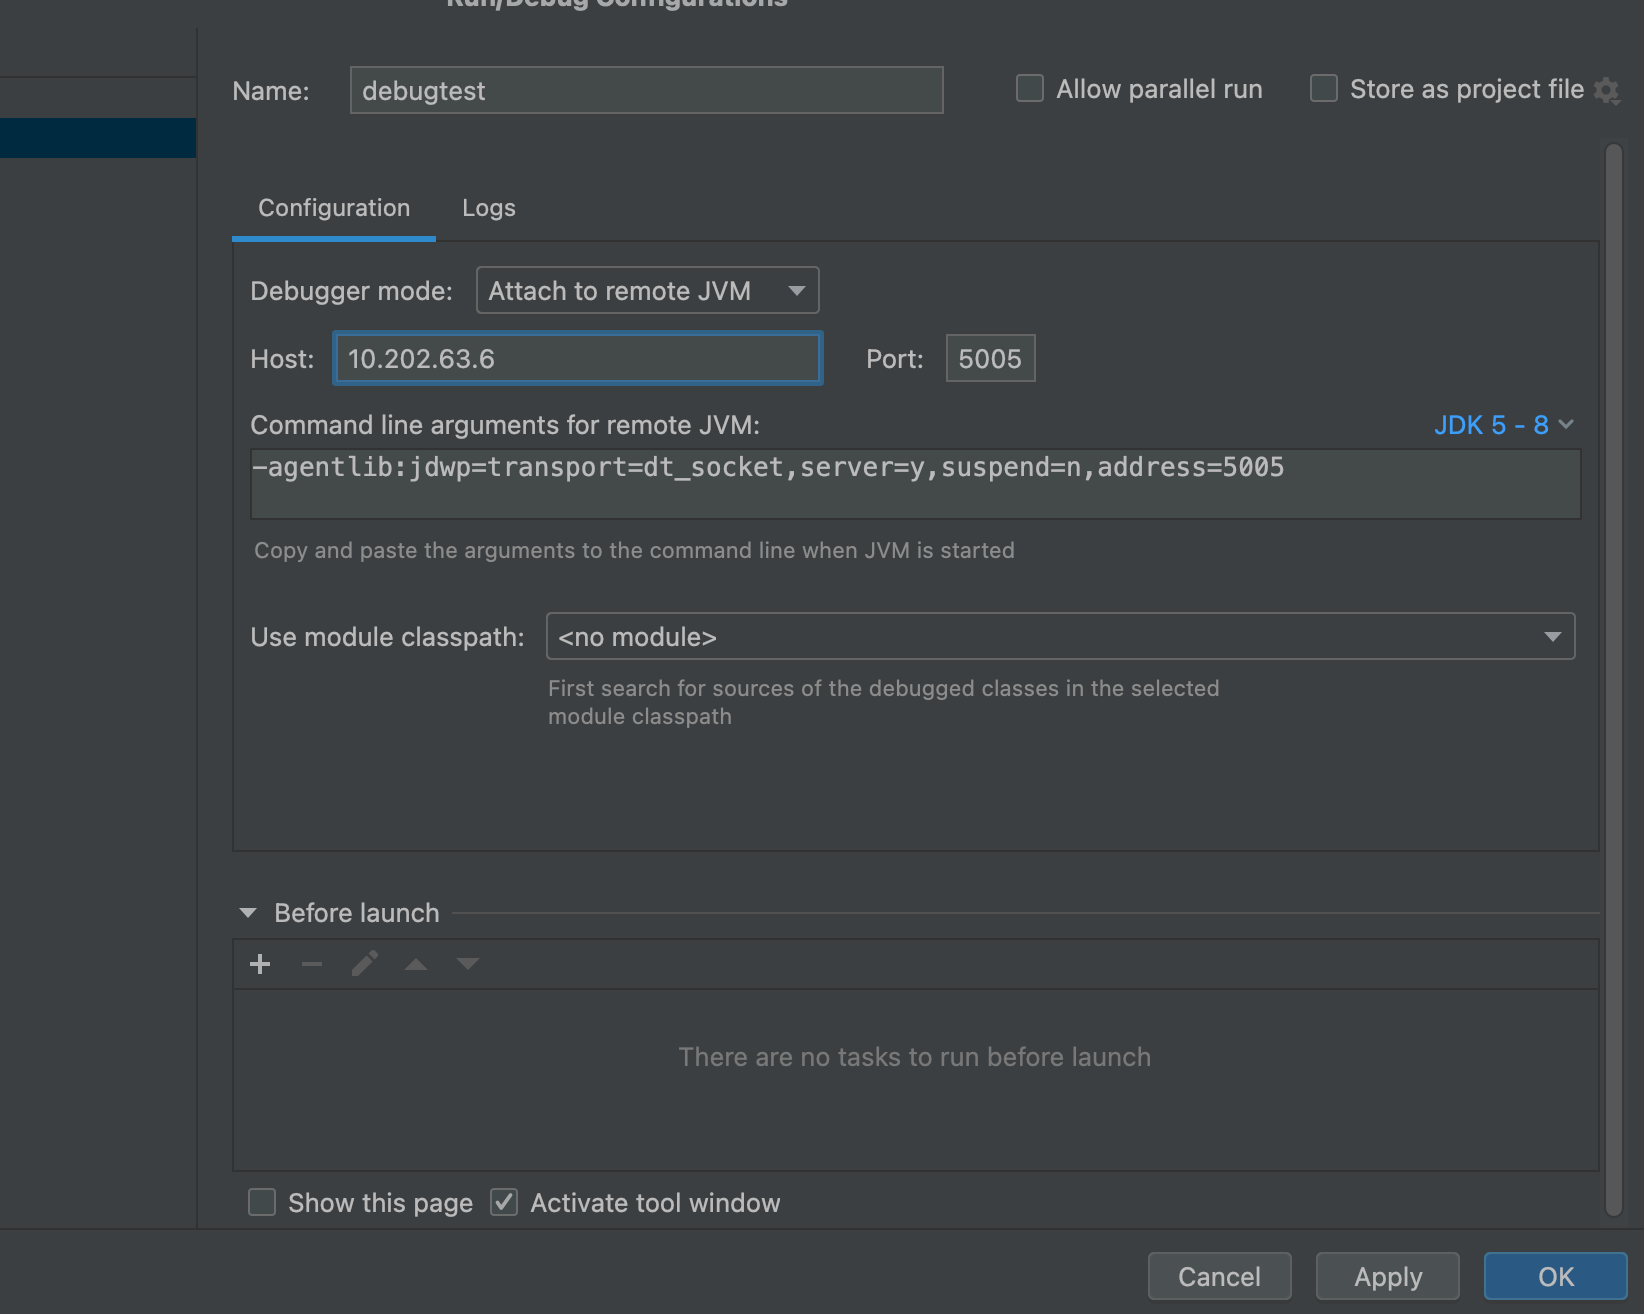 Run/Debug Configurations
Name: debugtest Allow parallel run Store as project file
Configuration Logs
Debugger mode: Attach to remote JVM
Host: 10.202.63.6 Port: 5005
Command line arguments for remote JVM: JDK 5 - 8
-agentlib:jdwp=transport=dt_socket,server=y,suspend=n,address=5005
Copy and paste the arguments to the command line when JVM is started
Use module classpath: <no module>
First search for sources of the debugged classes in the selected
module classpath
Before launch
There are no tasks to run before launch
Show this page Activate tool window
Cancel Apply OK